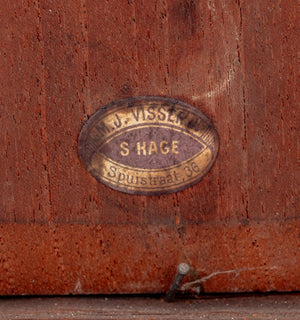 M.J. VISSER
S HAGE
Spuistraat. 36